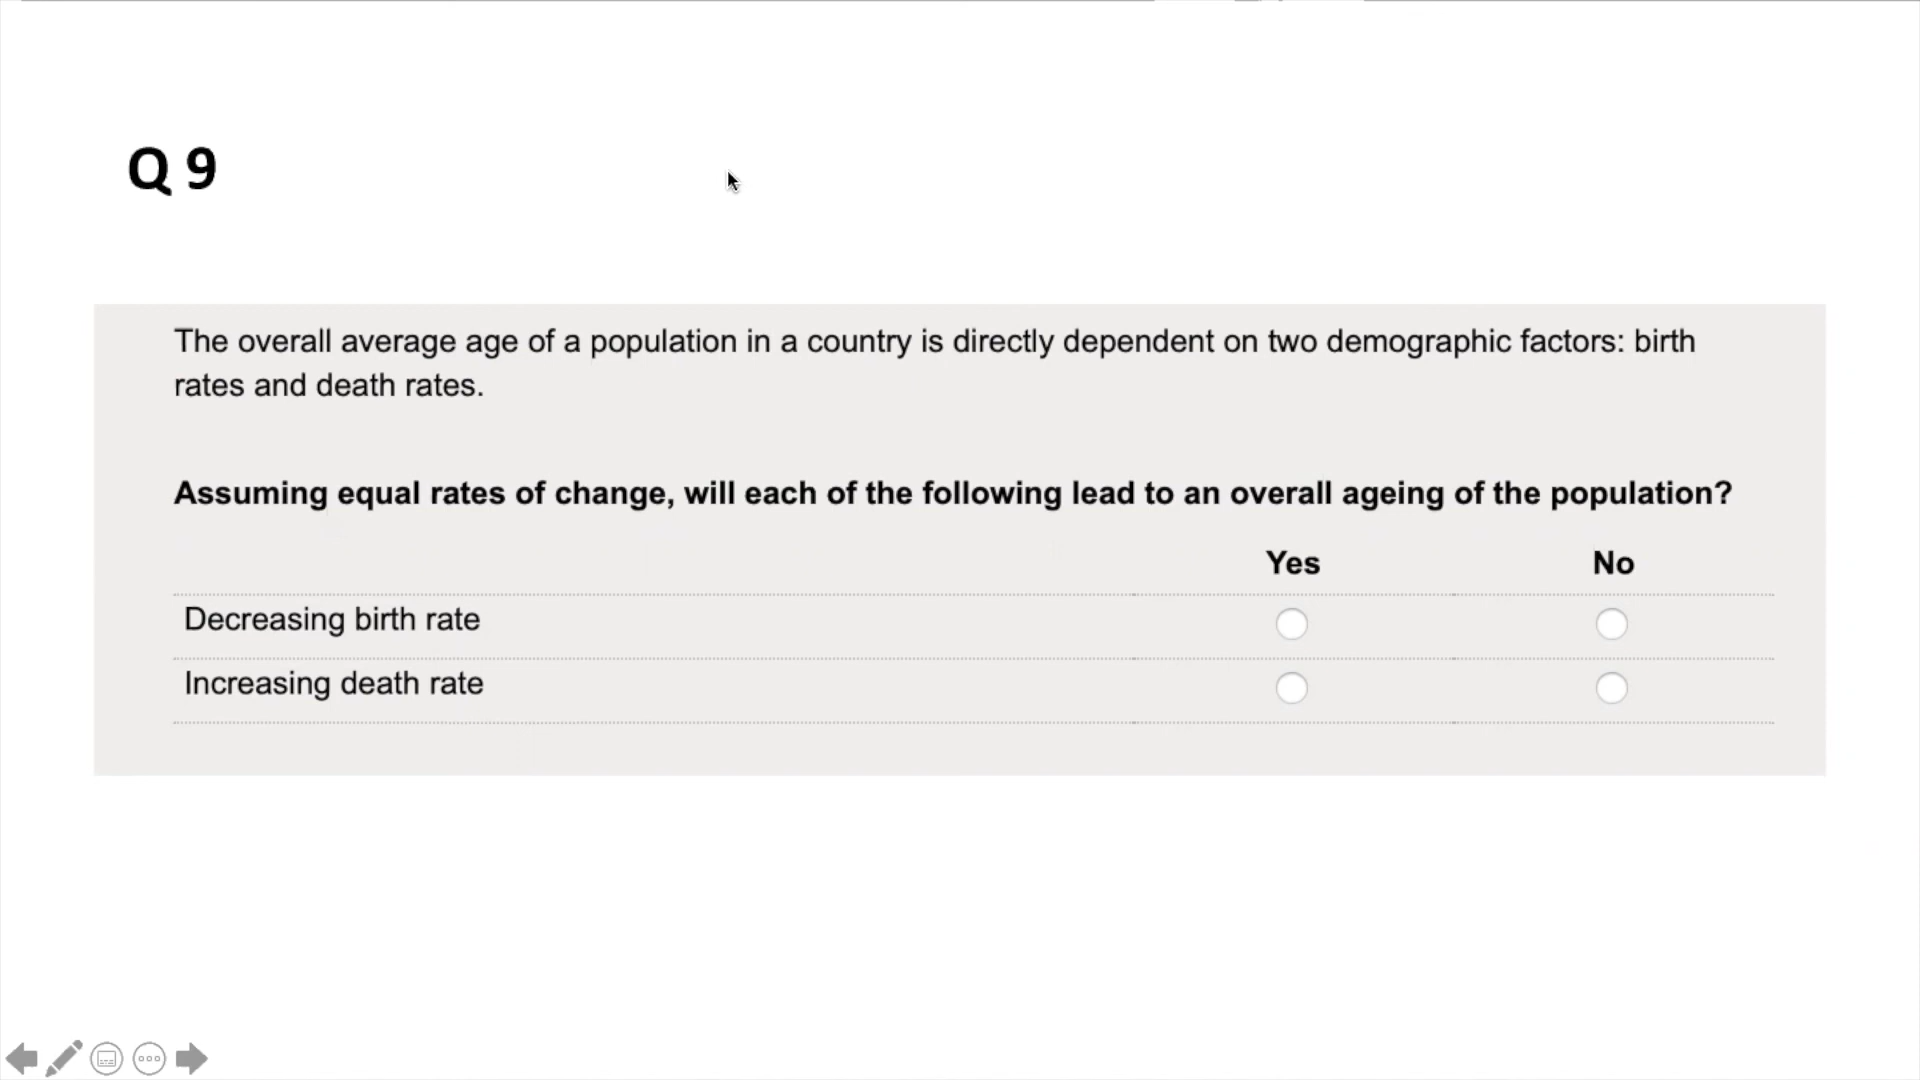 Q 9
The overall average age of a population in a country is directly dependent on two demographic factors: birth
rates and death rates.
Assuming equal rates of change, will each of the following lead to an overall ageing of the population?
Yes No
Decreasing birth rate
Increasing death rate